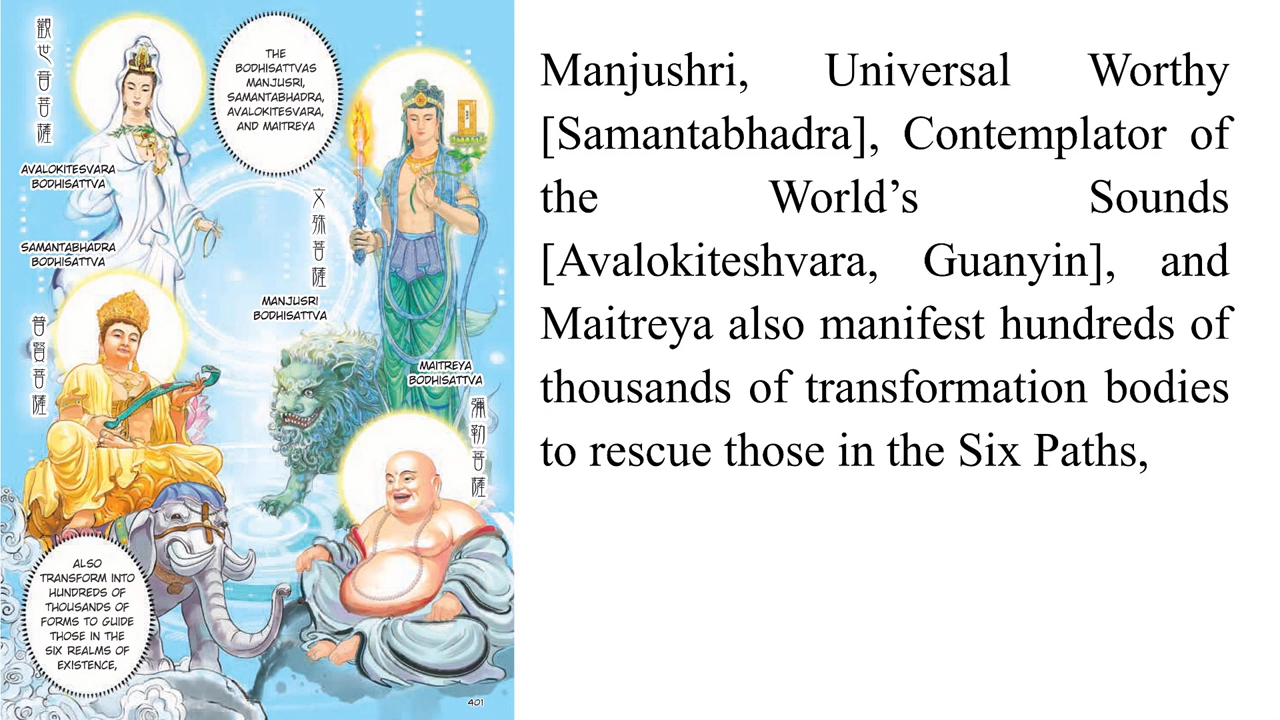 觀世音菩薩
THE
BODHISATTVAS
MANJUSRI,
SAMANTABHADRA,
AVALOKITESVARA,
AND MAITREYA
AVALOKITESVARA
BODHISATTVA
文殊菩薩
SAMANTABHADRA
BODHISATTVA
MANJUSRI
BODHISATTVA
普賢菩薩
MAITREYA
BODHISATTVA
彌勒菩薩
ALSO
TRANSFORM INTO
HUNDREDS OF
THOUSANDS OF
FORMS TO GUIDE
THOSE IN THE
SIX REALMS OF
EXISTENCE,
401
Manjushri, Universal Worthy
[Samantabhadra], Contemplator of
the World’s Sounds
[Avalokiteshvara, Guanyin], and
Maitreya also manifest hundreds of
thousands of transformation bodies
to rescue those in the Six Paths,